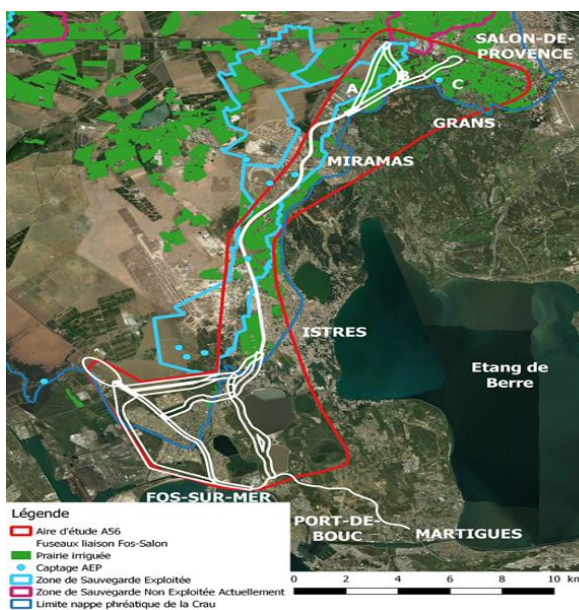 SALON-DE-
PROVENCE
A
B
C
GRANS
MIRAMAS
ISTRES
Etang de
Berre
FOS-SUR-MER
PORT-DE-
BOUC
MARTIGUES
Légende
Aire d'étude A56
Fuseaux liaison Fos-Salon
Prairie irriguée
Captage AEP
Zone de Sauvegarde Exploitée
Zone de Sauvegarde Non Exploitée Actuellement
Limite nappe phréatique de la Crau
0 2 4 6 8 10 km